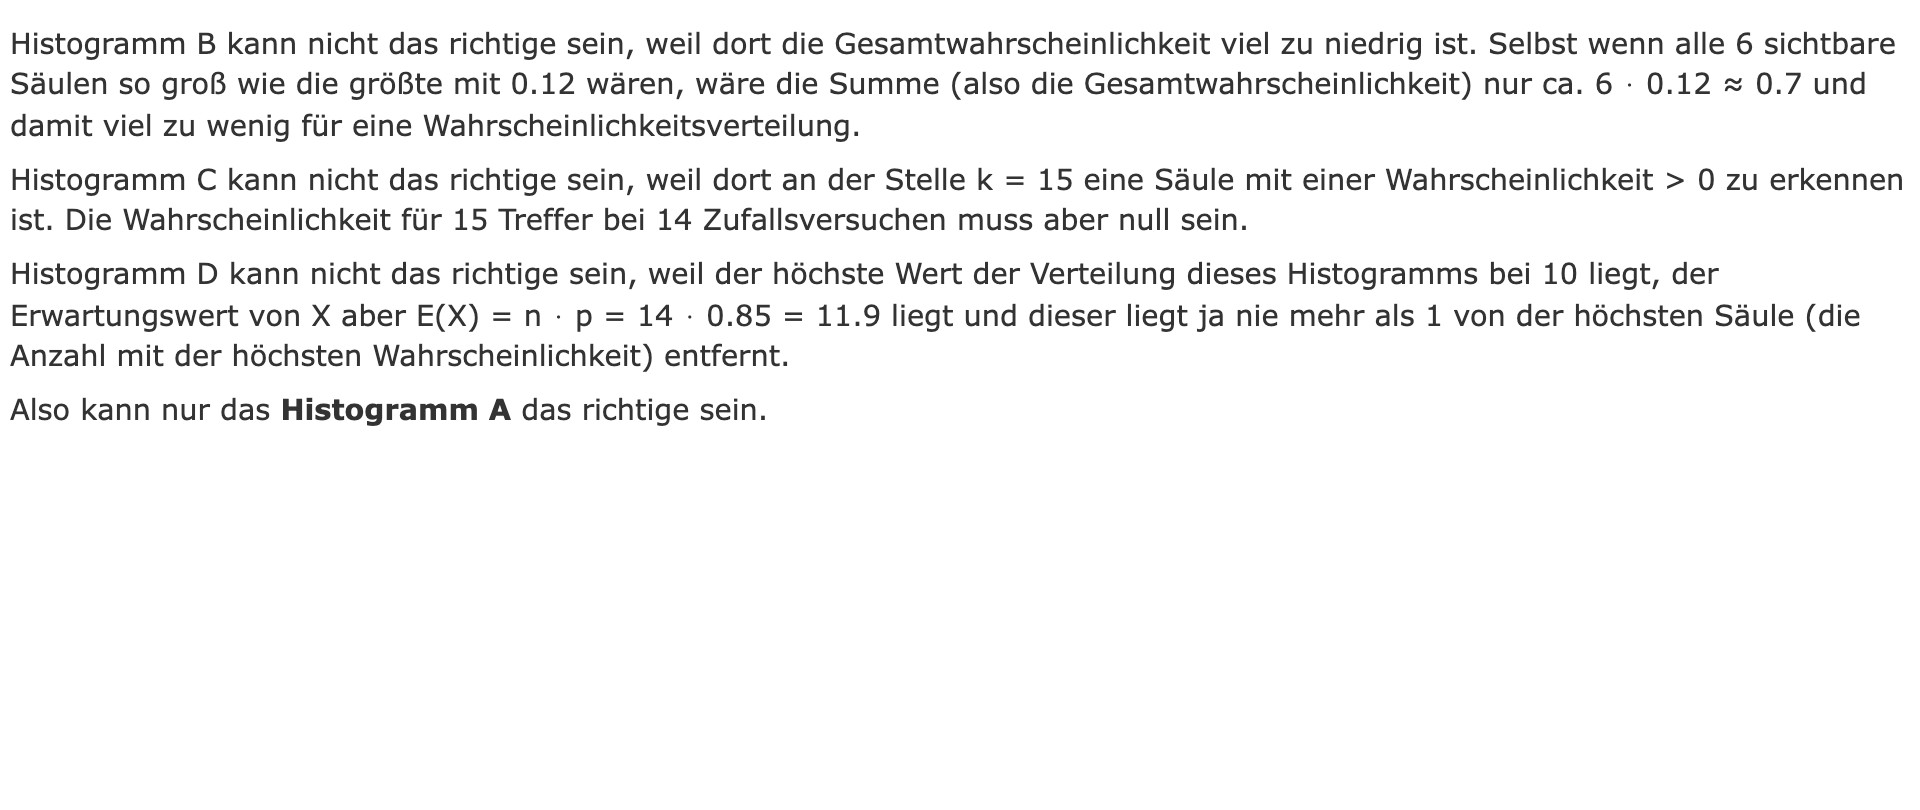 Histogramm B kann nicht das richtige sein, weil dort die Gesamtwahrscheinlichkeit viel zu niedrig ist. Selbst wenn alle 6 sichtbare
Säulen so groß wie die größte mit 0.12 wären, wäre die Summe (also die Gesamtwahrscheinlichkeit) nur ca. 6 ⋅ 0.12 ≈ 0.7 und
damit viel zu wenig für eine Wahrscheinlichkeitsverteilung.
Histogramm C kann nicht das richtige sein, weil dort an der Stelle k = 15 eine Säule mit einer Wahrscheinlichkeit > 0 zu erkennen
ist. Die Wahrscheinlichkeit für 15 Treffer bei 14 Zufallsversuchen muss aber null sein.
Histogramm D kann nicht das richtige sein, weil der höchste Wert der Verteilung dieses Histogramms bei 10 liegt, der
Erwartungswert von X aber E(X) = n ⋅ p = 14 ⋅ 0.85 = 11.9 liegt und dieser liegt ja nie mehr als 1 von der höchsten Säule (die
Anzahl mit der höchsten Wahrscheinlichkeit) entfernt.
Also kann nur das Histogramm A das richtige sein.